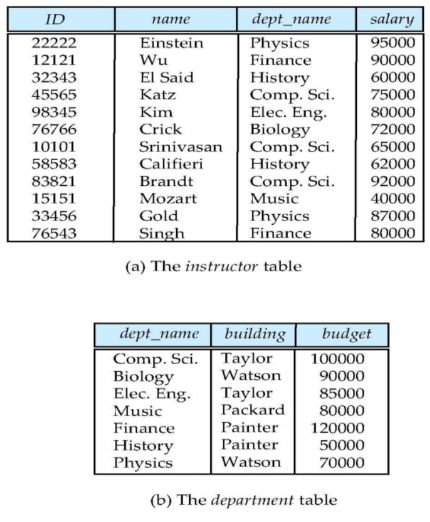 ID name dept_name salary
22222 Einstein Physics 95000
12121 Wu Finance 90000
32343 El Said History 60000
45565 Katz Comp. Sci. 75000
98345 Kim Elec. Eng. 80000
76766 Crick Biology 72000
10101 Srinivasan Comp. Sci. 65000
58583 Califieri History 62000
83821 Brandt Comp. Sci. 92000
15151 Mozart Music 40000
33456 Gold Physics 87000
76543 Singh Finance 80000
(a) The instructor table
dept_name building budget
Comp. Sci. Taylor 100000
Biology Watson 90000
Elec. Eng. Taylor 85000
Music Packard 80000
Finance Painter 120000
History Painter 50000
Physics Watson 70000
(b) The department table